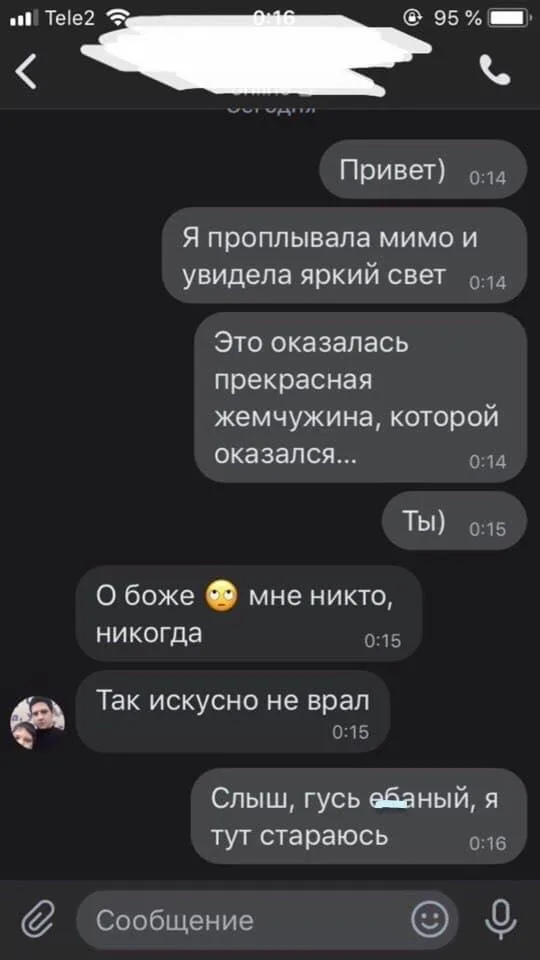 Tele2 0:16 95 %
Сегодня
Привет) 0:14
Я проплывала мимо и
увидела яркий свет 0:14
Это оказалась
прекрасная
жемчужина, которой
оказался... 0:14
Ты) 0:15
О боже 🙄 мне никто,
никогда 0:15
Так искусно не врал
0:15
Слыш, гусь ебаный, я
тут стараюсь 0:16
Сообщение